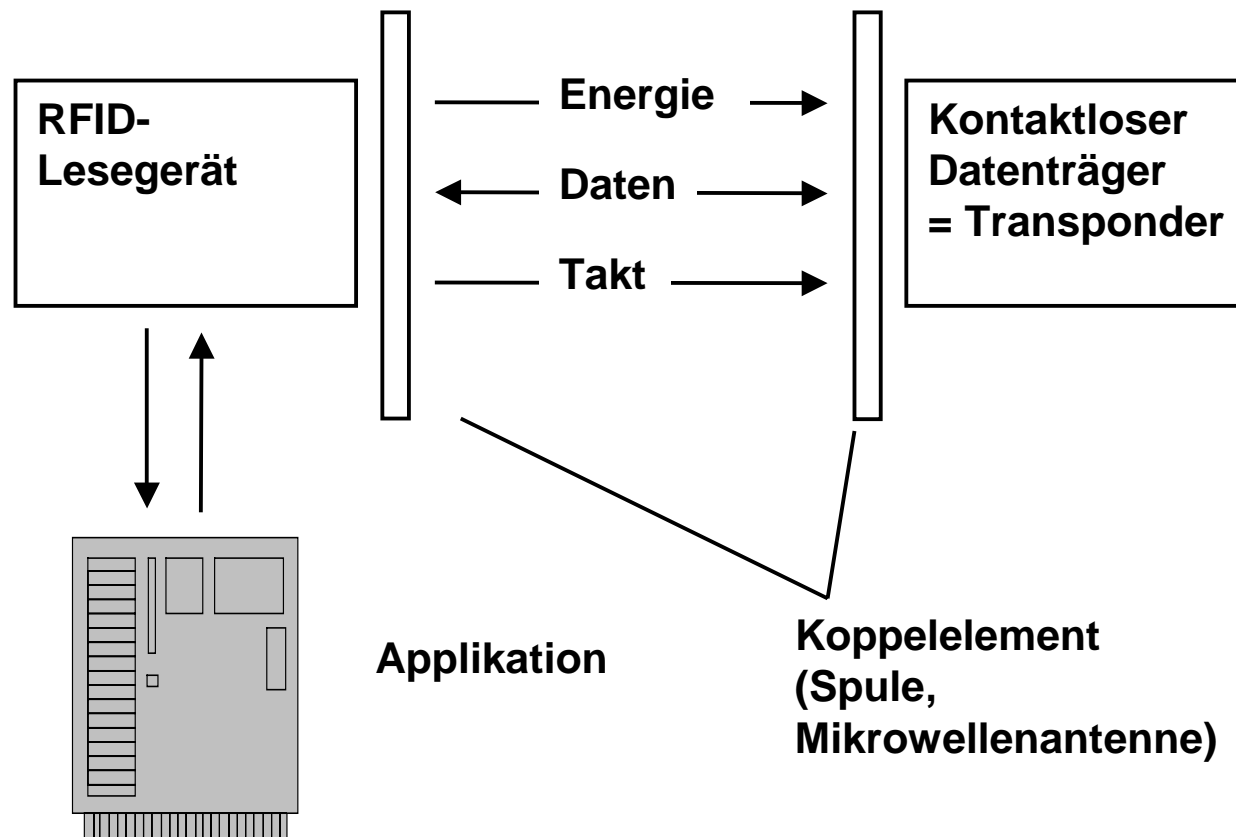 RFID-
Lesegerät
Energie
Daten
Takt
Kontaktloser
Datenträger
= Transponder
Applikation
Koppelelement
(Spule,
Mikrowellenantenne)